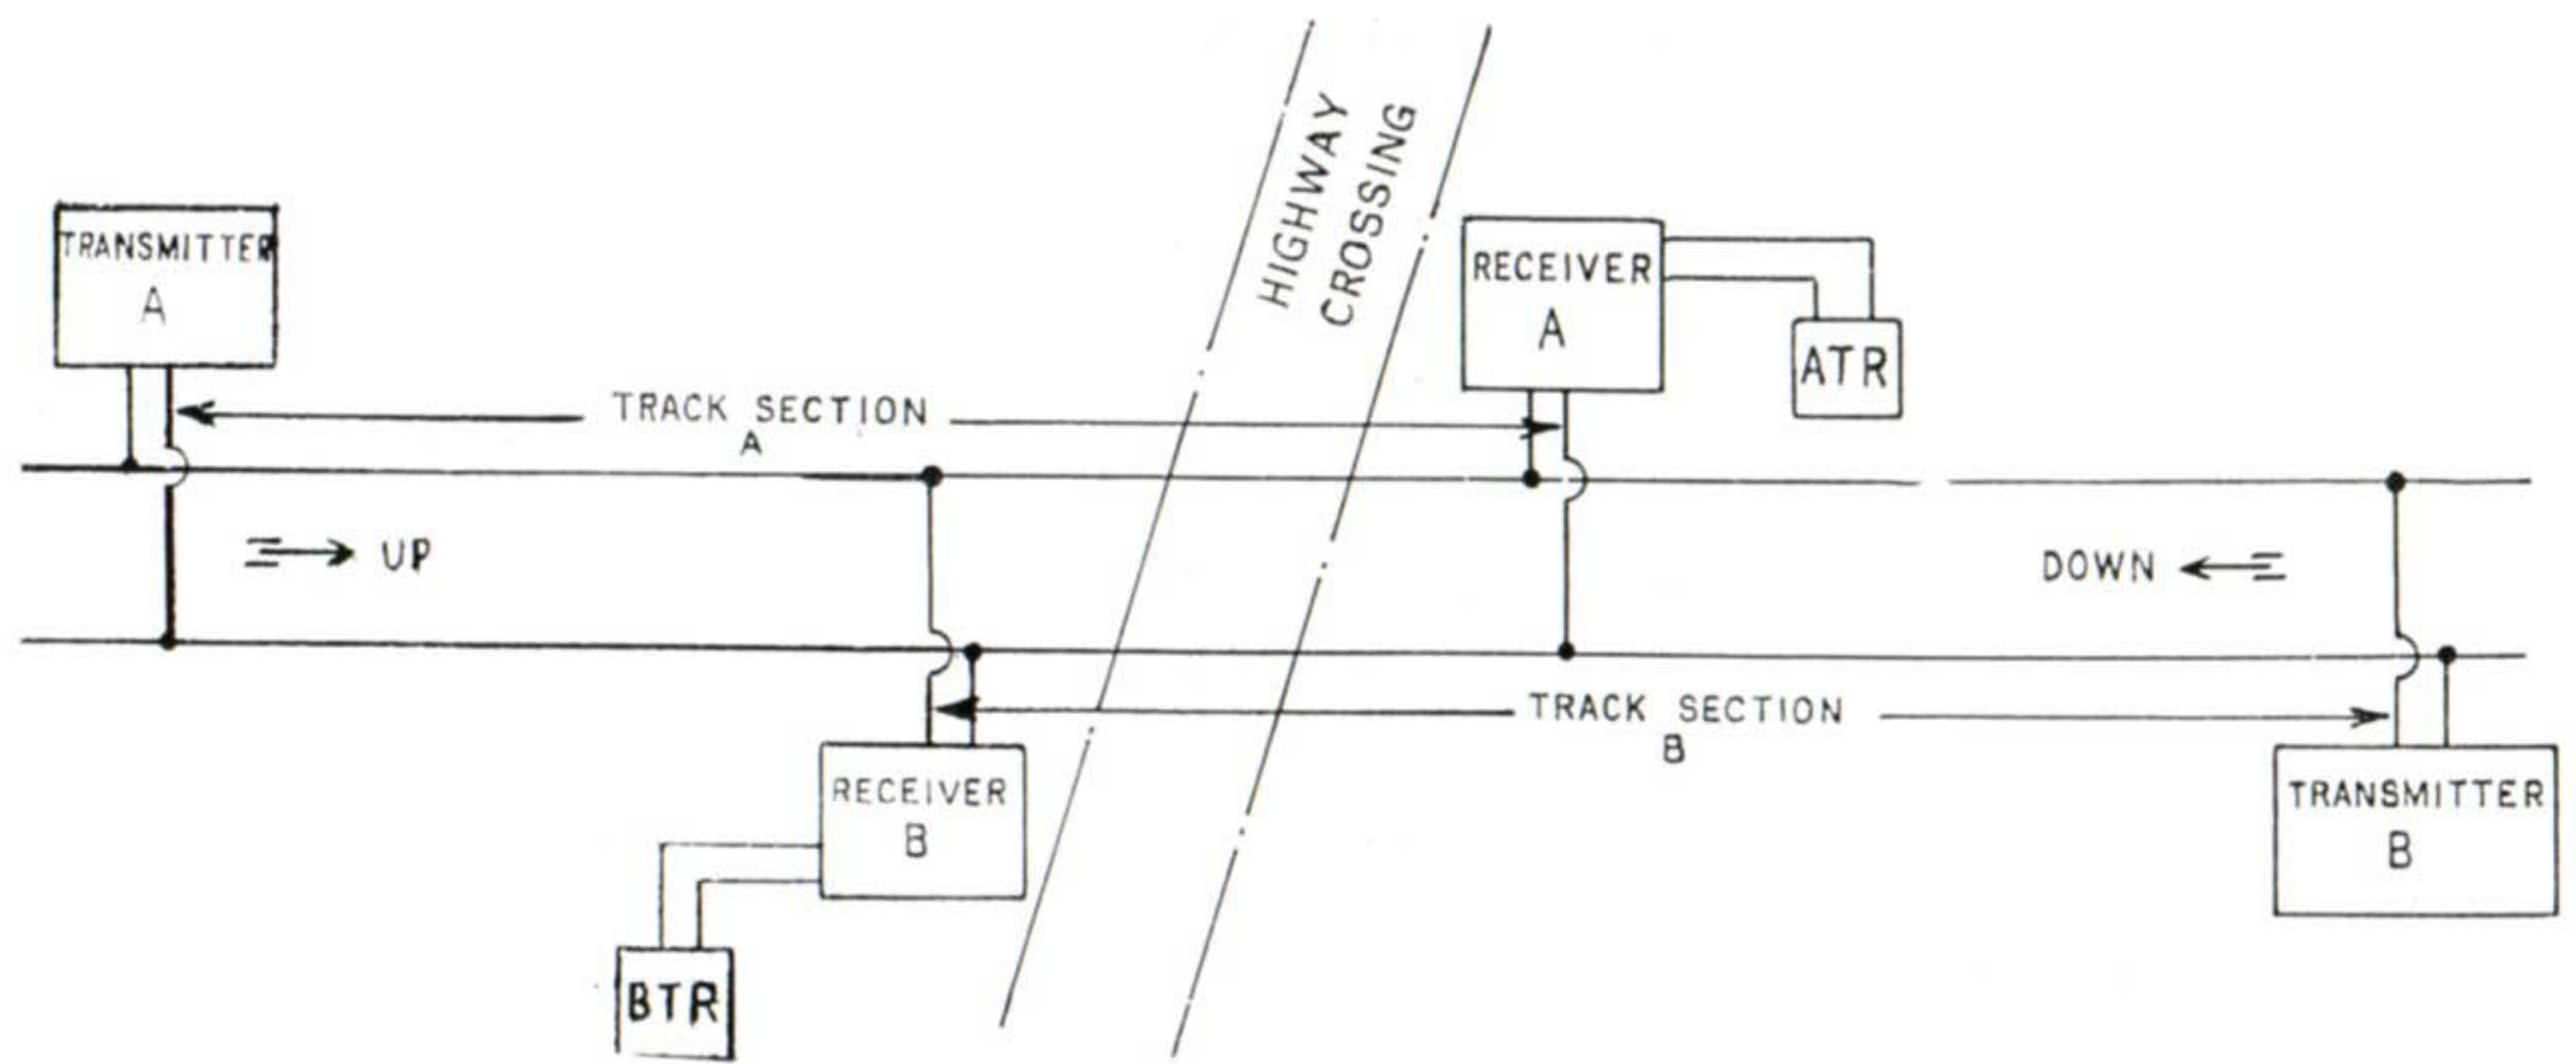 TRANSMITTER
A
HIGHWAY
CROSSING
RECEIVER
A
ATR
TRACK SECTION
A
UP
DOWN
TRACK SECTION
B
RECEIVER
B
TRANSMITTER
B
BTR